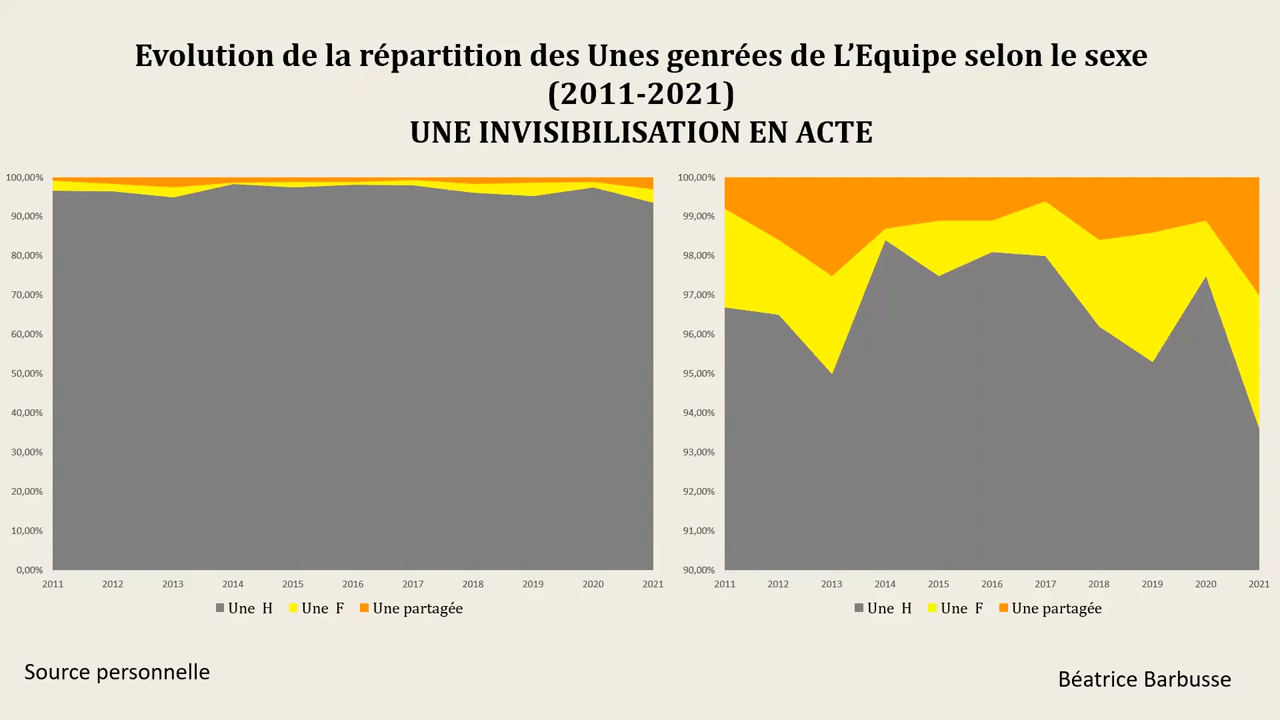 Evolution de la répartition des Unes genrées de L’Equipe selon le sexe
(2011-2021)
UNE INVISIBILISATION EN ACTE
100,00%
90,00%
80,00%
70,00%
60,00%
50,00%
40,00%
30,00%
20,00%
10,00%
0,00%
2011 2012 2013 2014 2015 2016 2017 2018 2019 2020 2021
Une H Une F Une partagée
100,00%
99,00%
98,00%
97,00%
96,00%
95,00%
94,00%
93,00%
92,00%
91,00%
90,00%
2011 2012 2013 2014 2015 2016 2017 2018 2019 2020 2021
Une H Une F Une partagée
Source personnelle
Béatrice Barbusse